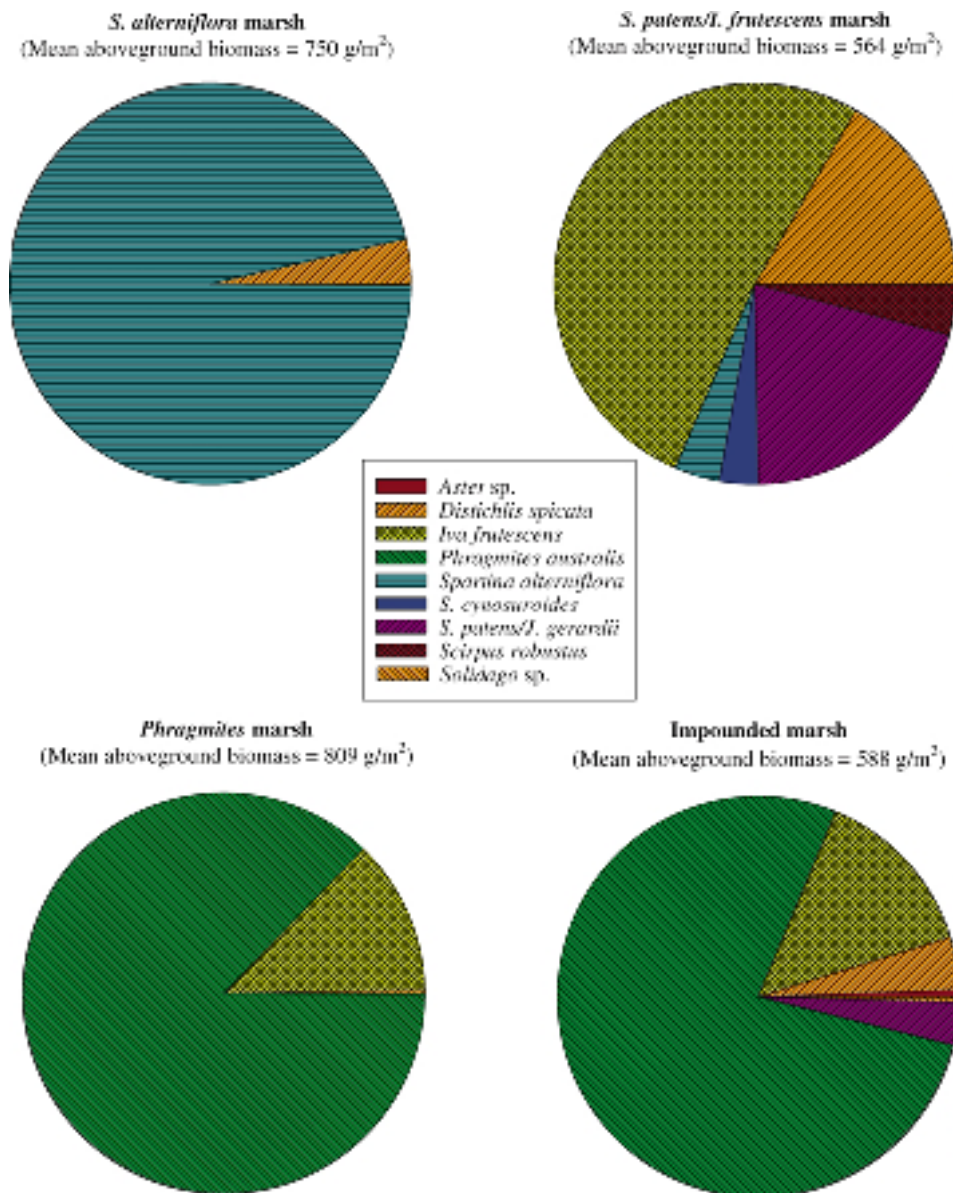 S. alterniflora marsh
(Mean aboveground biomass = 750 g/m²)
S. patens/I. frutescens marsh
(Mean aboveground biomass = 564 g/m²)
Aster sp.
Distichlis spicata
Iva frutescens
Phragmites australis
Spartina alterniflora
S. cynosuroides
S. patens/J. gerardii
Scirpus robustus
Solidago sp.
Phragmites marsh
(Mean aboveground biomass = 809 g/m²)
Impounded marsh
(Mean aboveground biomass = 588 g/m²)